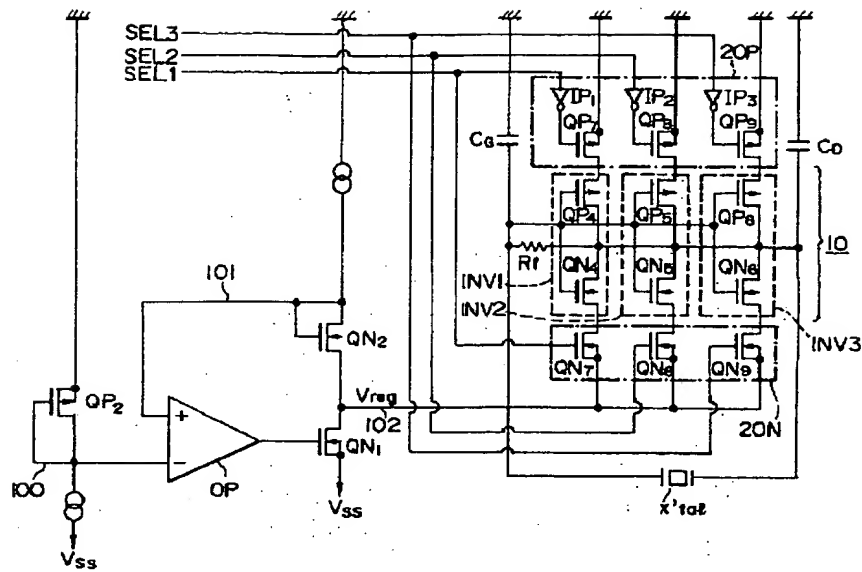 SEL3
SEL2
SEL1
20P
IP1
IP2
IP3
QP7
QP8
QP9
CG
CD
QP4
QP5
QP6
10
Rf
QN4
QN5
QN6
INV1
INV2
INV3
101
QN2
QN7
QN8
QN9
QP2
Vreg
102
20N
+
-
OP
QN1
100
VSS
VSS
X'tal